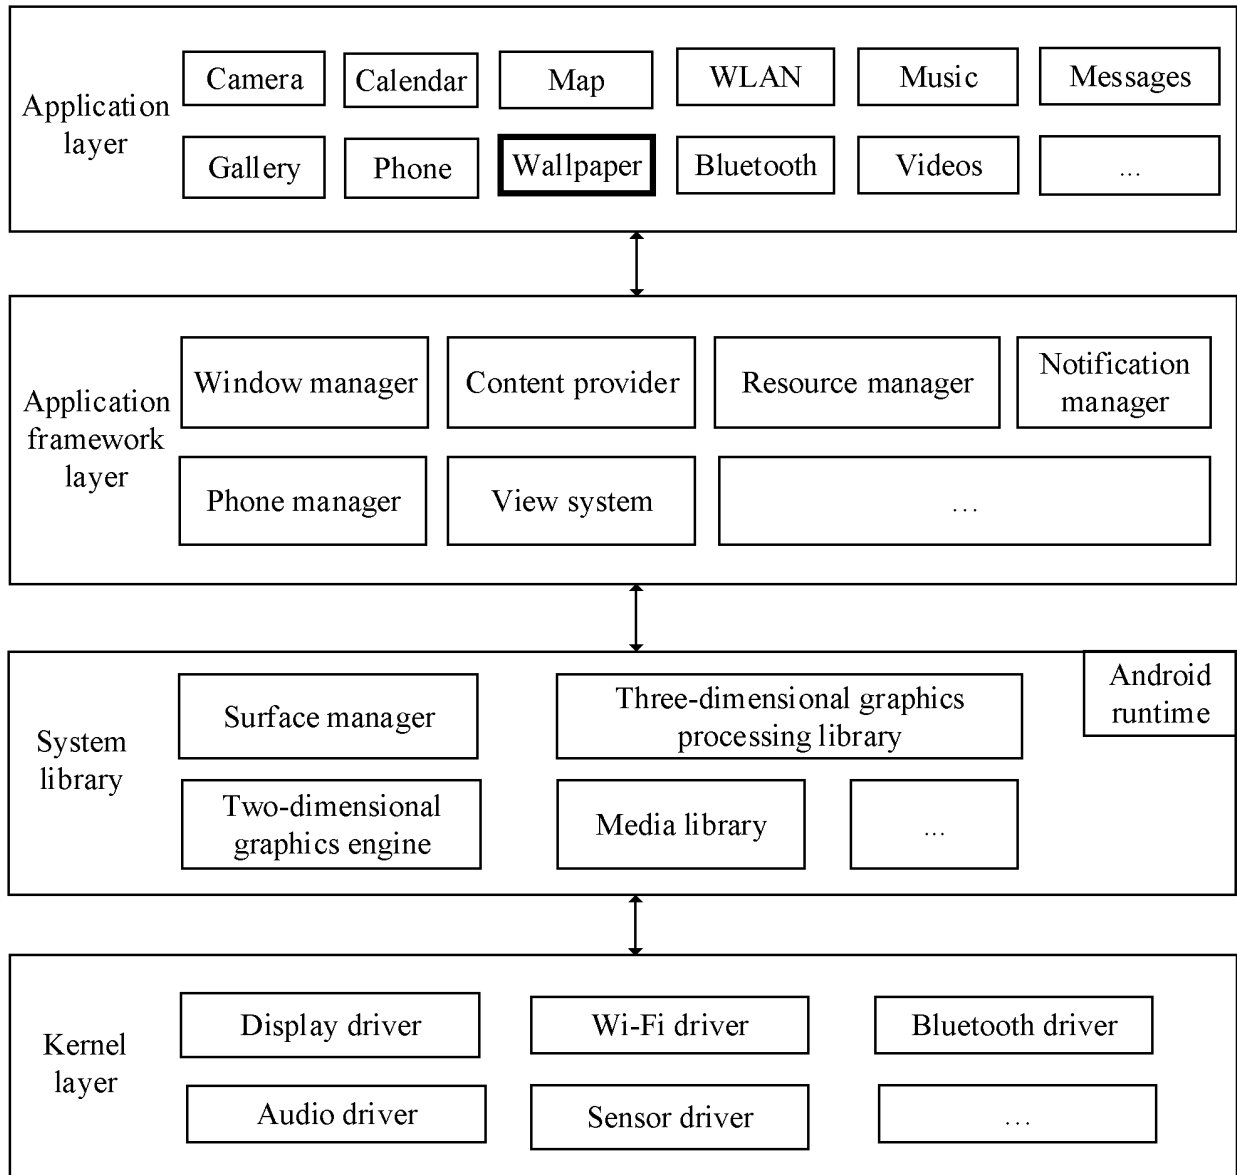 Application
layer
Camera
Calendar
Map
WLAN
Music
Messages
Gallery
Phone
Wallpaper
Bluetooth
Videos
...
Application
framework
layer
Window manager
Content provider
Resource manager
Notification
manager
Phone manager
View system
...
System
library
Surface manager
Three-dimensional graphics
processing library
Android
runtime
Two-dimensional
graphics engine
Media library
...
Kernel
layer
Display driver
Wi-Fi driver
Bluetooth driver
Audio driver
Sensor driver
...